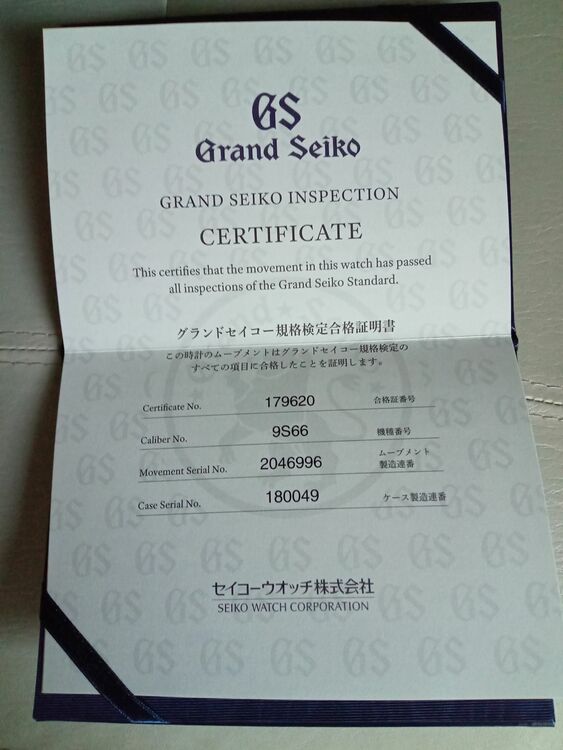 GS
Grand Seiko
GRAND SEIKO INSPECTION
CERTIFICATE
This certifies that the movement in this watch has passed
all inspections of the Grand Seiko Standard.
グランドセイコー規格検定合格証明書
この時計のムーブメントはグランドセイコー規格検定の
すべての項目に合格したことを証明します。
Certificate No. 179620 合格証番号
Caliber No. 9S66 機種番号
Movement Serial No. 2046996 ムーブメント
製造連番
Case Serial No. 180049 ケース製造連番
セイコーウオッチ株式会社
SEIKO WATCH CORPORATION